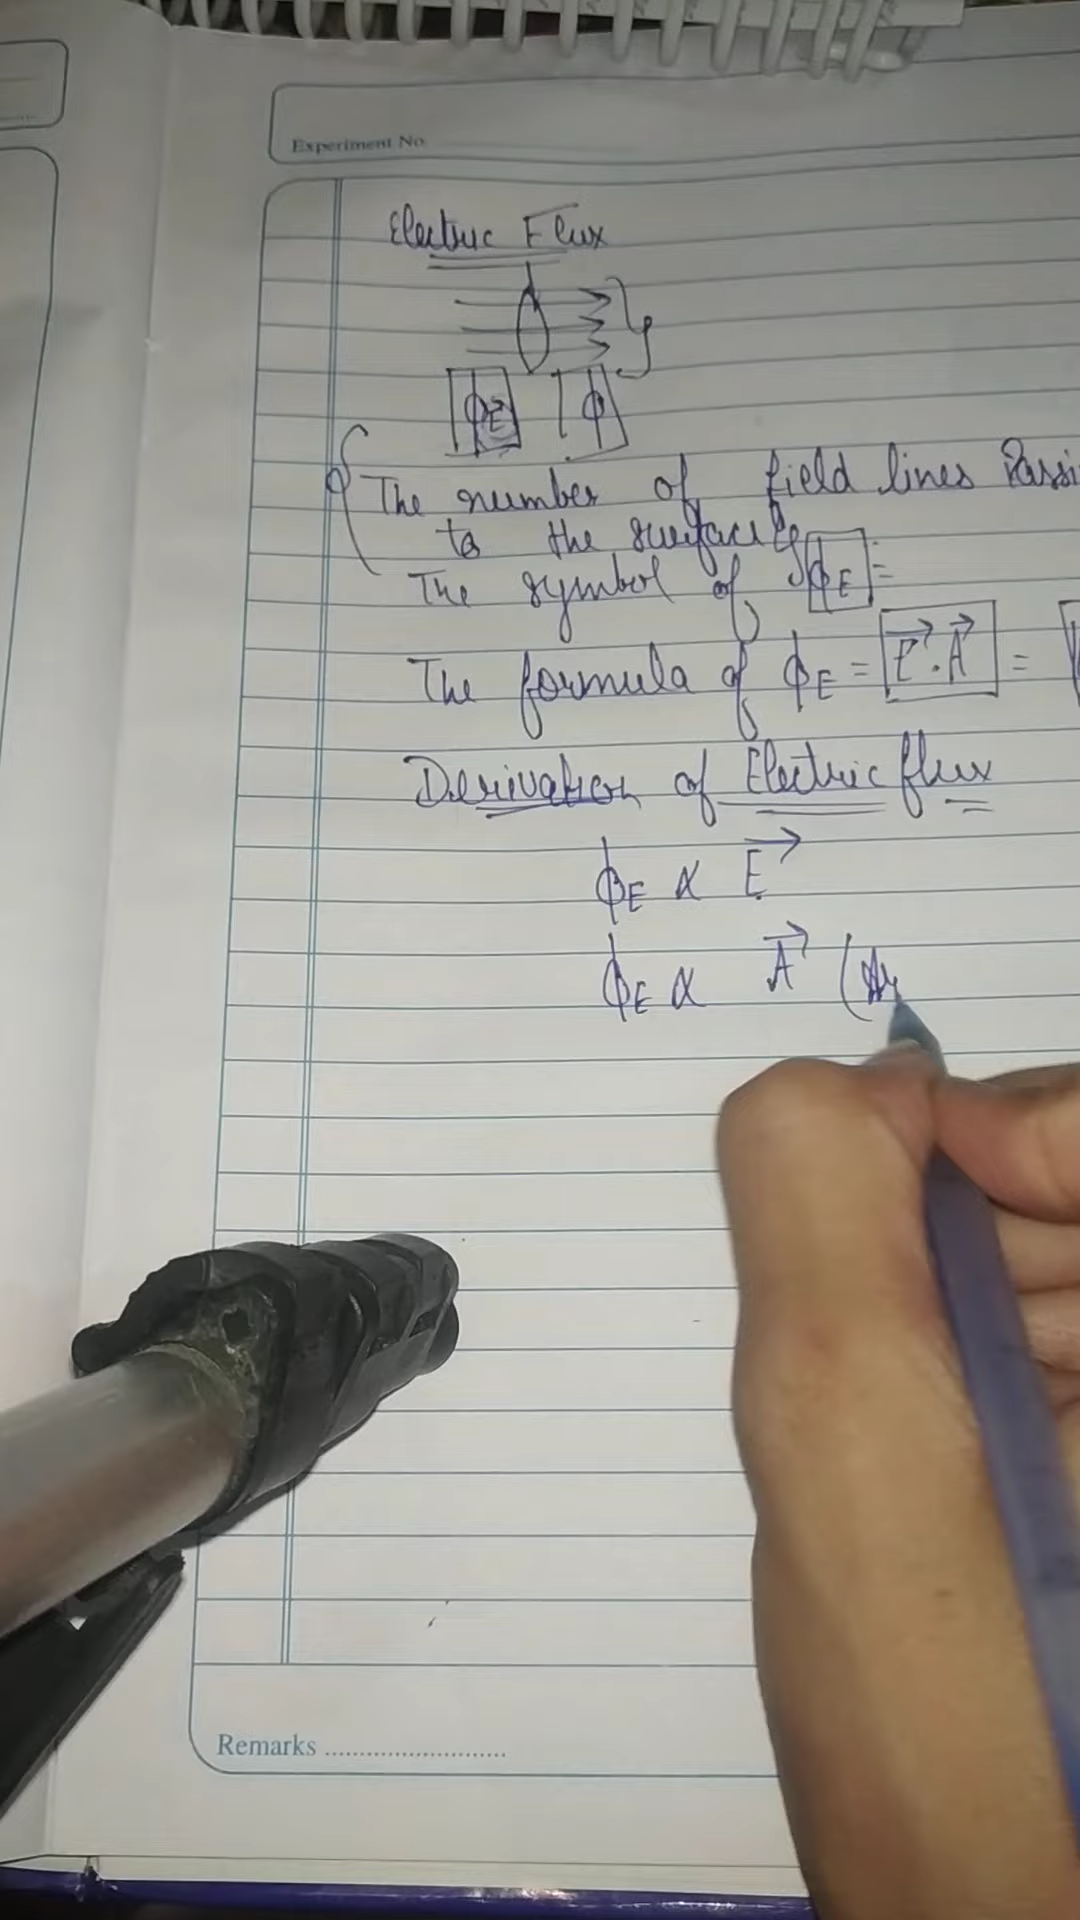 Experiment No.
Electric Flux
ϕE ϕ
The number of field lines Passi
to the surface
The symbol of ϕE =
The formula of ϕE = E⃗ . A⃗ =
Derivation of Electric flux
ϕE ∝ E⃗
ϕE ∝ A⃗ (
Remarks ...........................